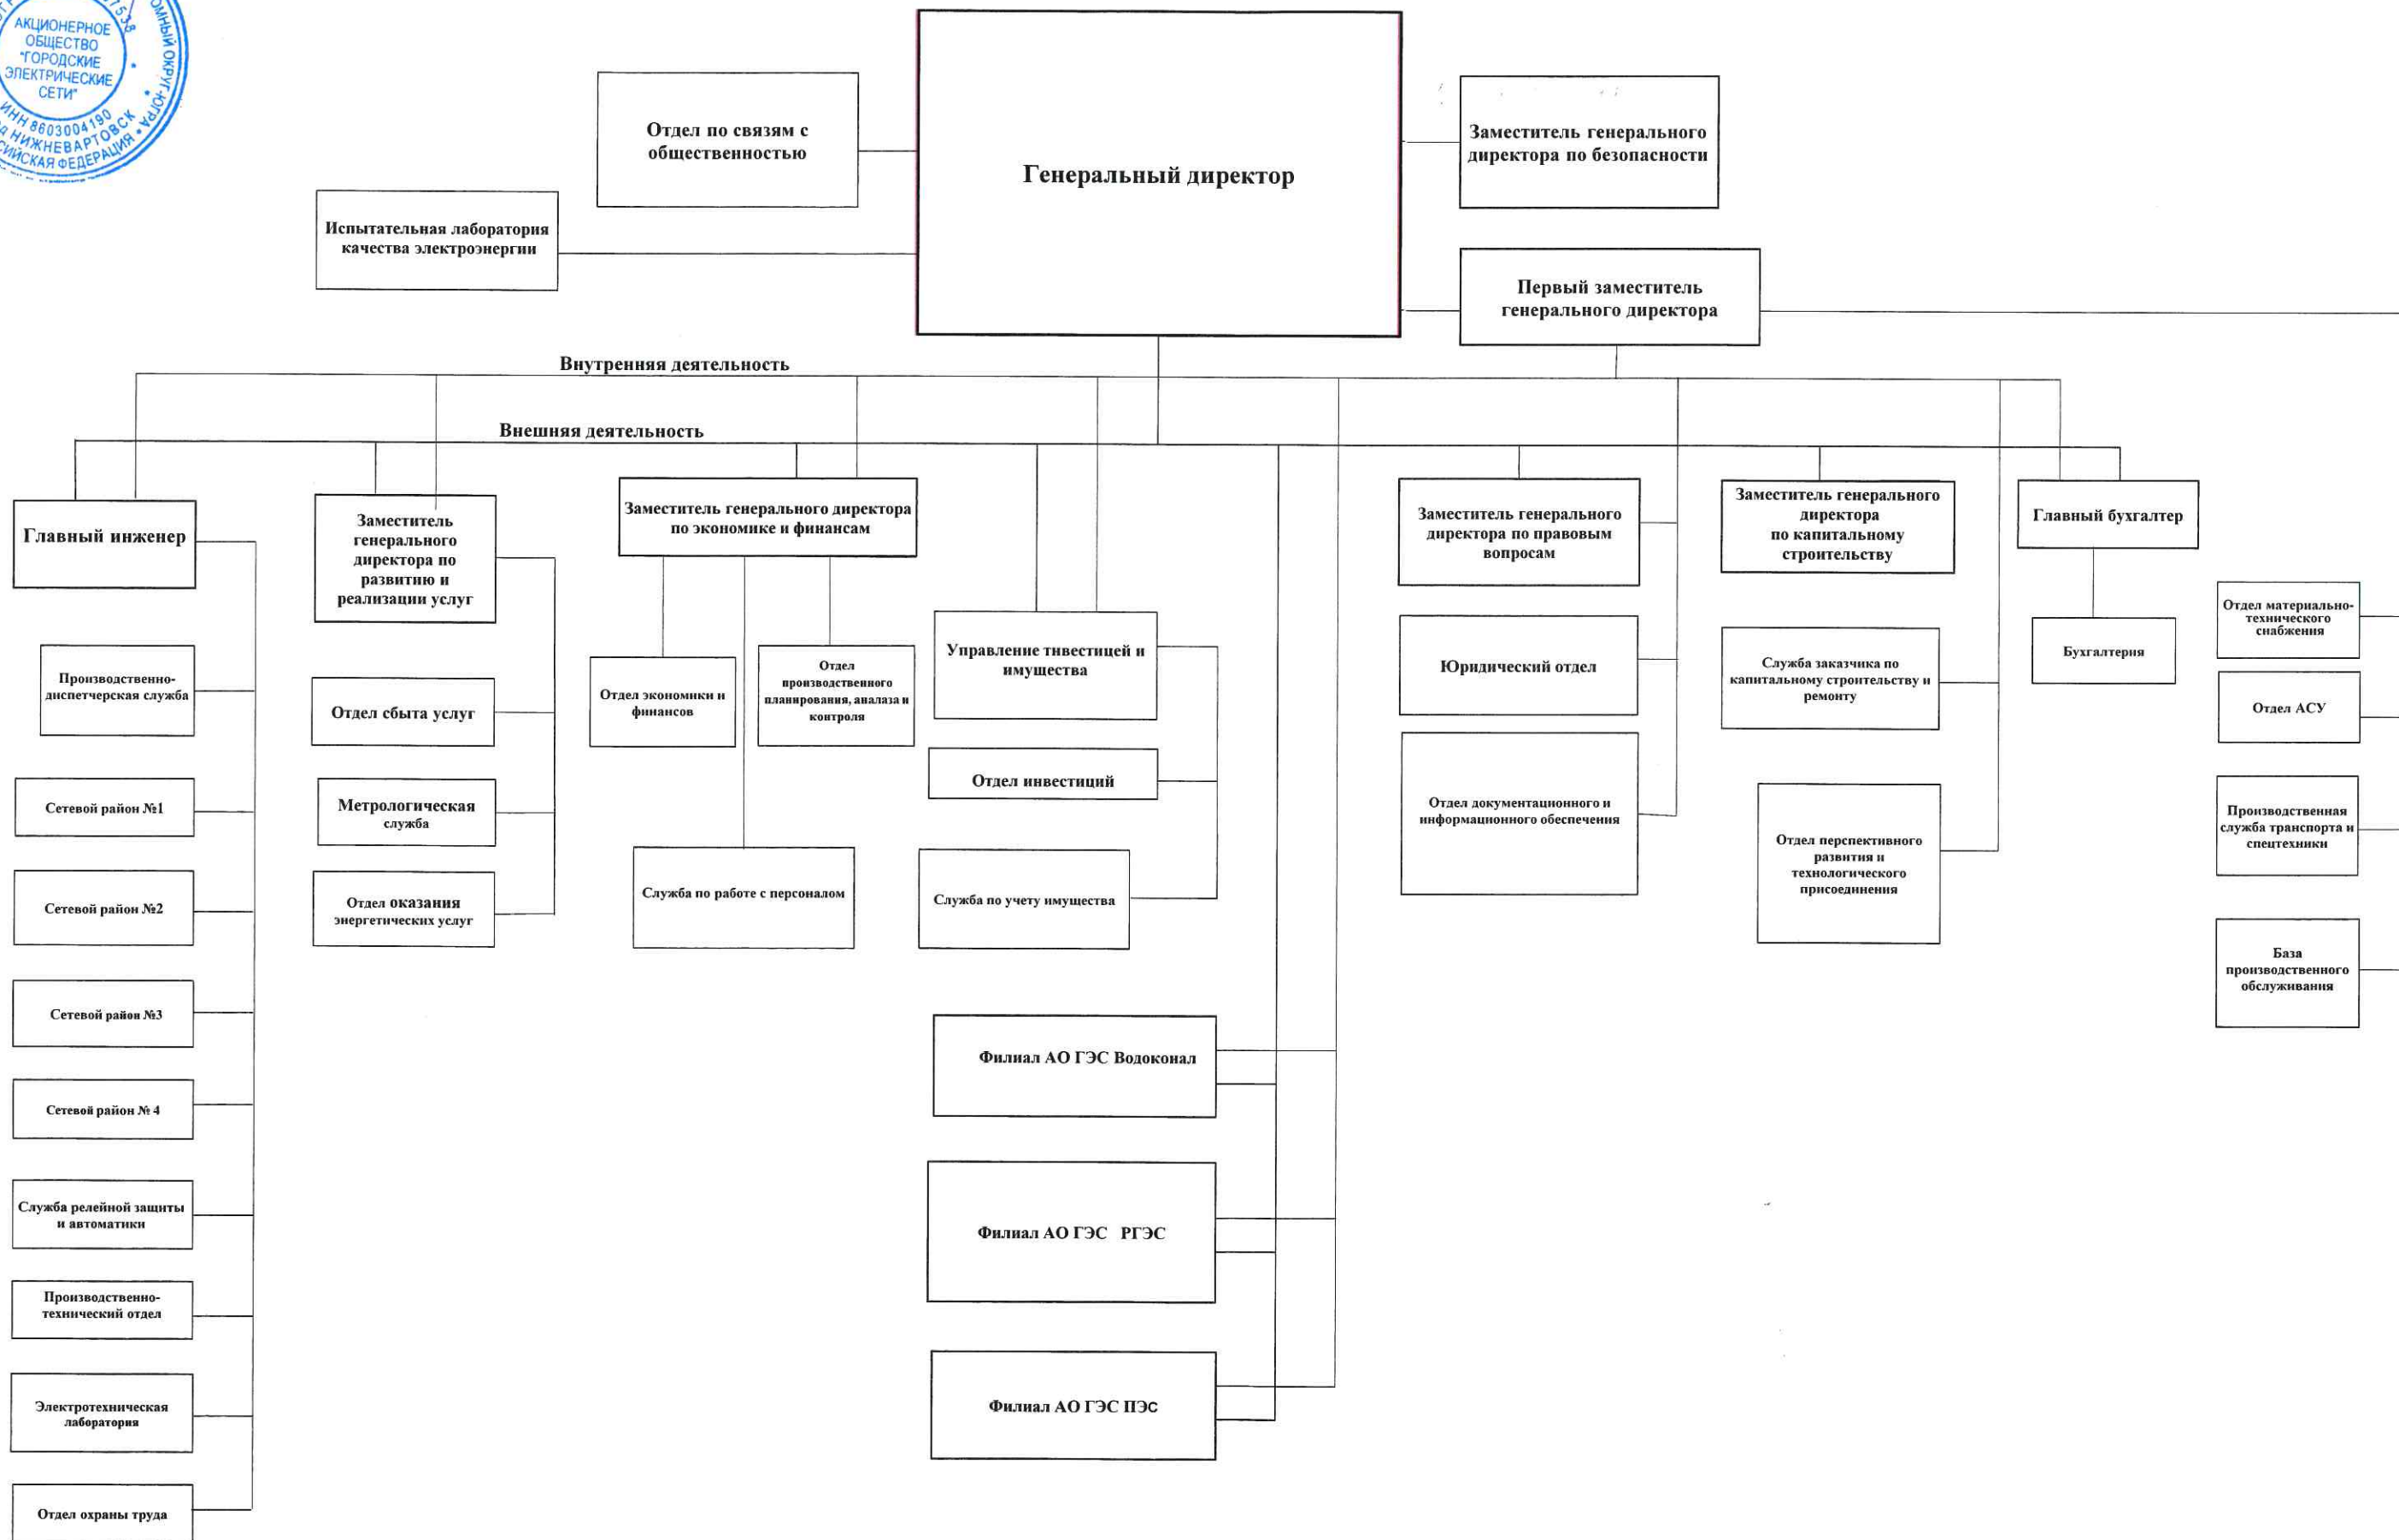 АКЦИОНЕРНОЕ
ОБЩЕСТВО
"ГОРОДСКИЕ
ЭЛЕКТРИЧЕСКИЕ
СЕТИ"
ИНН 8603004190
НИЖНЕВАРТОВСК
ФЕДЕРАЦИЯ
ОКРУГ-ЮГРА
Генеральный директор
Отдел по связям с
общественностью
Заместитель генерального
директора по безопасности
Испытательная лаборатория
качества электроэнергии
Первый заместитель
генерального директора
Внутренняя деятельность
Внешняя деятельность
Главный инженер
Заместитель
генерального
директора по
развитию и
реализации услуг
Заместитель генерального директора
по экономике и финансам
Заместитель генерального
директора по правовым
вопросам
Заместитель генерального
директора
по капитальному
строительству
Главный бухгалтер
Производственно-
диспетчерская служба
Отдел сбыта услуг
Отдел экономики и
финансов
Отдел
производственного
планирования, аналаза и
контроля
Управление тнвестицей и
имущества
Юридический отдел
Служба заказчика по
капитальному строительству и
ремонту
Бухгалтерия
Отдел материально-
технического
снабжения
Отдел АСУ
Сетевой район №1
Метрологическая
служба
Отдел инвестиций
Отдел документационного и
информационного обеспечения
Отдел перспективного
развития и
технологического
присоединения
Производственная
служба транспорта и
спецтехники
Сетевой район №2
Отдел оказания
энергетических услуг
Служба по работе с персоналом
Служба по учету имущества
База
производственного
обслуживания
Сетевой район №3
Филиал АО ГЭС Водоконал
Сетевой район № 4
Служба релейной защиты
и автоматики
Филиал АО ГЭС РГЭС
Производственно-
технический отдел
Электротехническая
лаборатория
Филиал АО ГЭС ПЭС
Отдел охраны труда